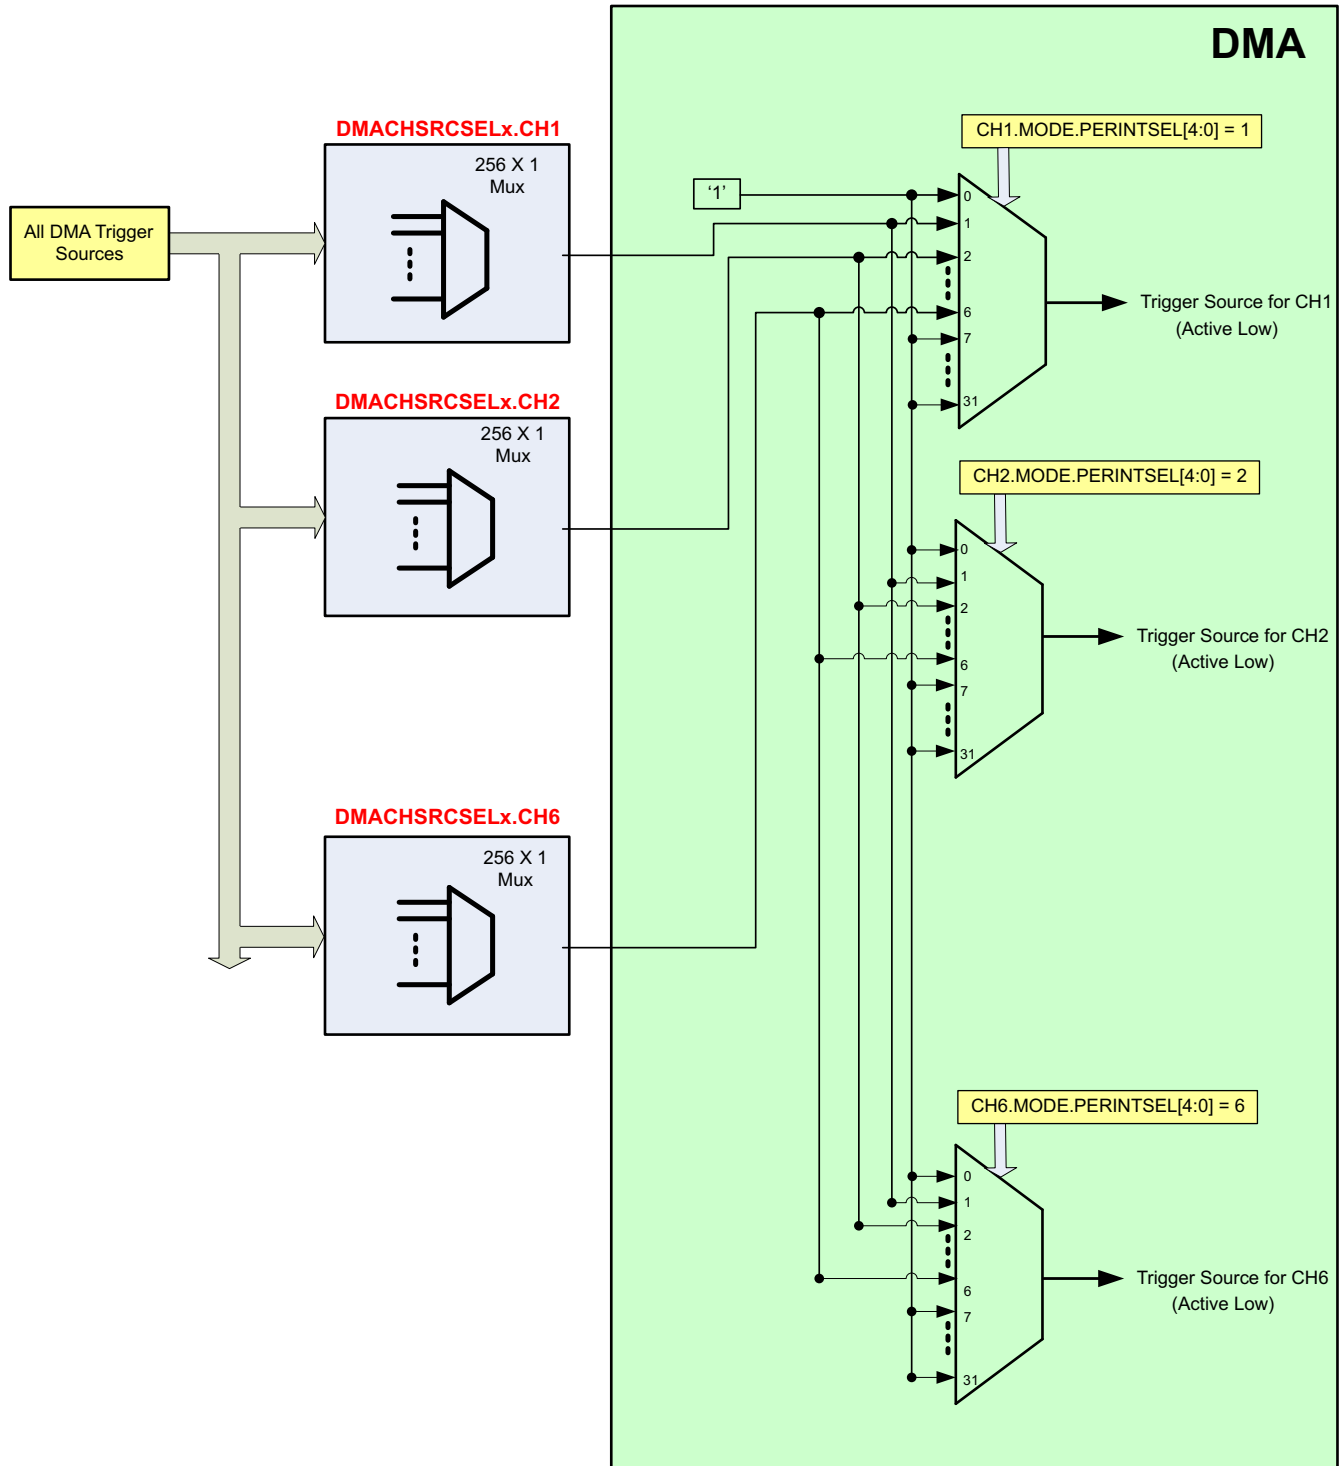 DMA
DMACHSRCSELx.CH1
256 X 1
Mux
All DMA Trigger
Sources
CH1.MODE.PERINTSEL[4:0] = 1
‘1’
0
1
2
6
7
31
Trigger Source for CH1
(Active Low)
DMACHSRCSELx.CH2
256 X 1
Mux
CH2.MODE.PERINTSEL[4:0] = 2
0
1
2
6
7
31
Trigger Source for CH2
(Active Low)
DMACHSRCSELx.CH6
256 X 1
Mux
CH6.MODE.PERINTSEL[4:0] = 6
0
1
2
6
7
31
Trigger Source for CH6
(Active Low)